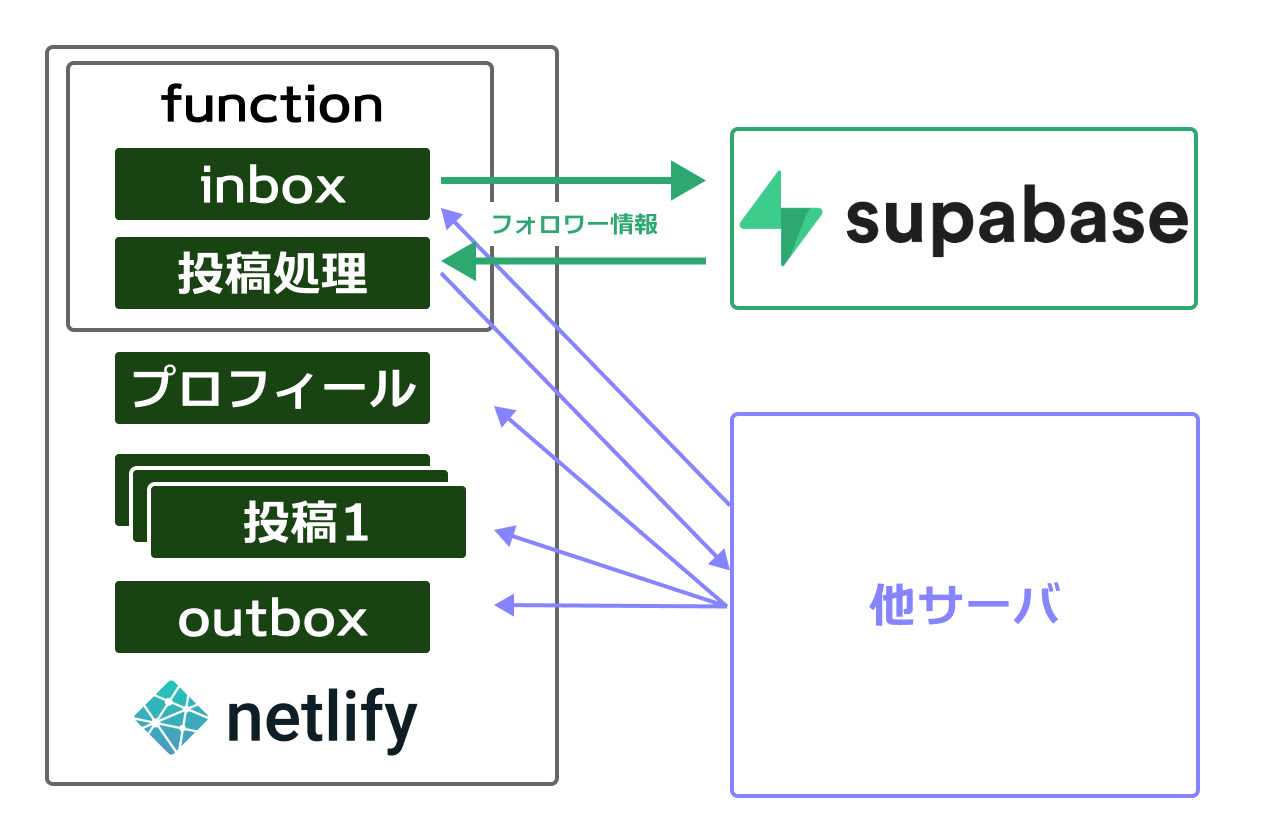 function
inbox
投稿処理
プロフィール
投稿1
outbox
netlify
フォロワー情報
supabase
他サーバ